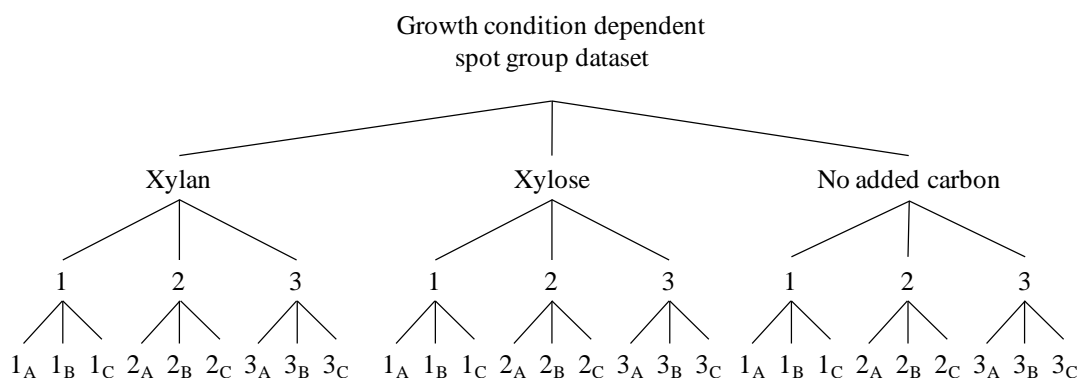 Growth condition dependent
spot group dataset
Xylan Xylose No added carbon
1 2 3 1 2 3 1 2 3
1A 1B 1C 2A 2B 2C 3A 3B 3C 1A 1B 1C 2A 2B 2C 3A 3B 3C 1A 1B 1C 2A 2B 2C 3A 3B 3C